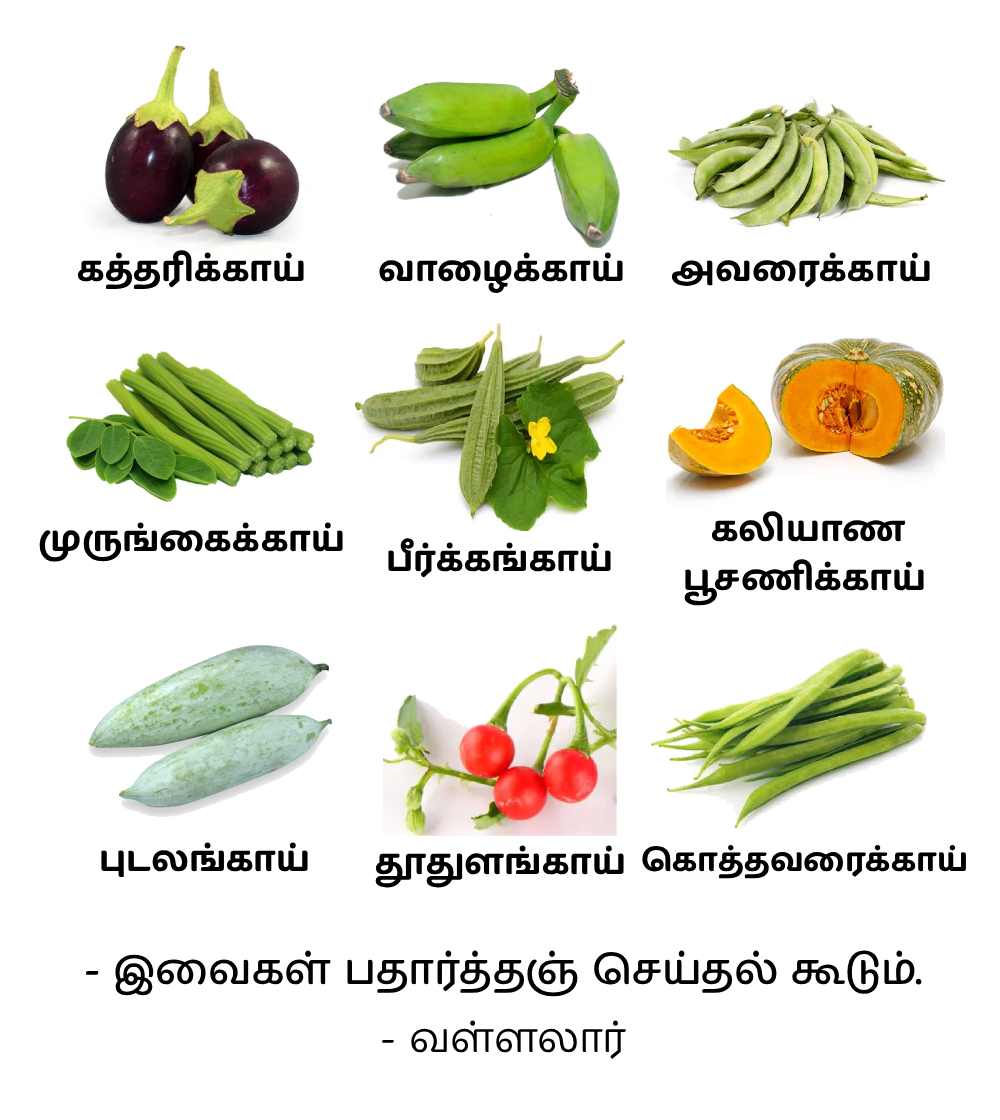 கத்தரிக்காய்
வாழைக்காய்
அவரைக்காய்
முருங்கைக்காய்
பீர்க்கங்காய்
கலியாண
பூசணிக்காய்
புடலங்காய்
தூதுளங்காய்
கொத்தவரைக்காய்
- இவைகள் பதார்த்தஞ் செய்தல் கூடும்.
- வள்ளலார்